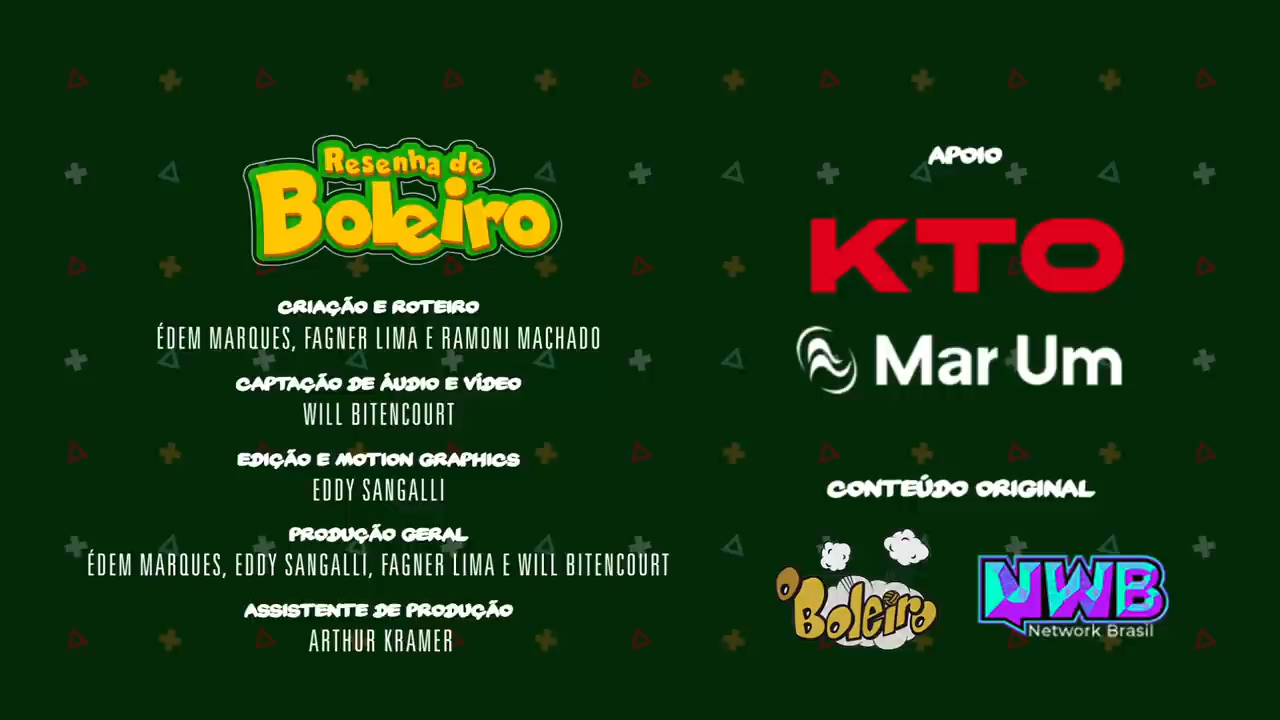 Resenha de
Boleiro
CRIAÇÃO E ROTEIRO
ÉDEM MARQUES, FAGNER LIMA E RAMONI MACHADO
CAPTAÇÃO DE ÁUDIO E VÍDEO
WILL BITENCOURT
EDIÇÃO E MOTION GRAPHICS
EDDY SANGALLI
PRODUÇÃO GERAL
ÉDEM MARQUES, EDDY SANGALLI, FAGNER LIMA E WILL BITENCOURT
ASSISTENTE DE PRODUÇÃO
ARTHUR KRAMER
APOIO
KTO
Mar Um
CONTEÚDO ORIGINAL
O Boleiro
NWB
Network Brasil